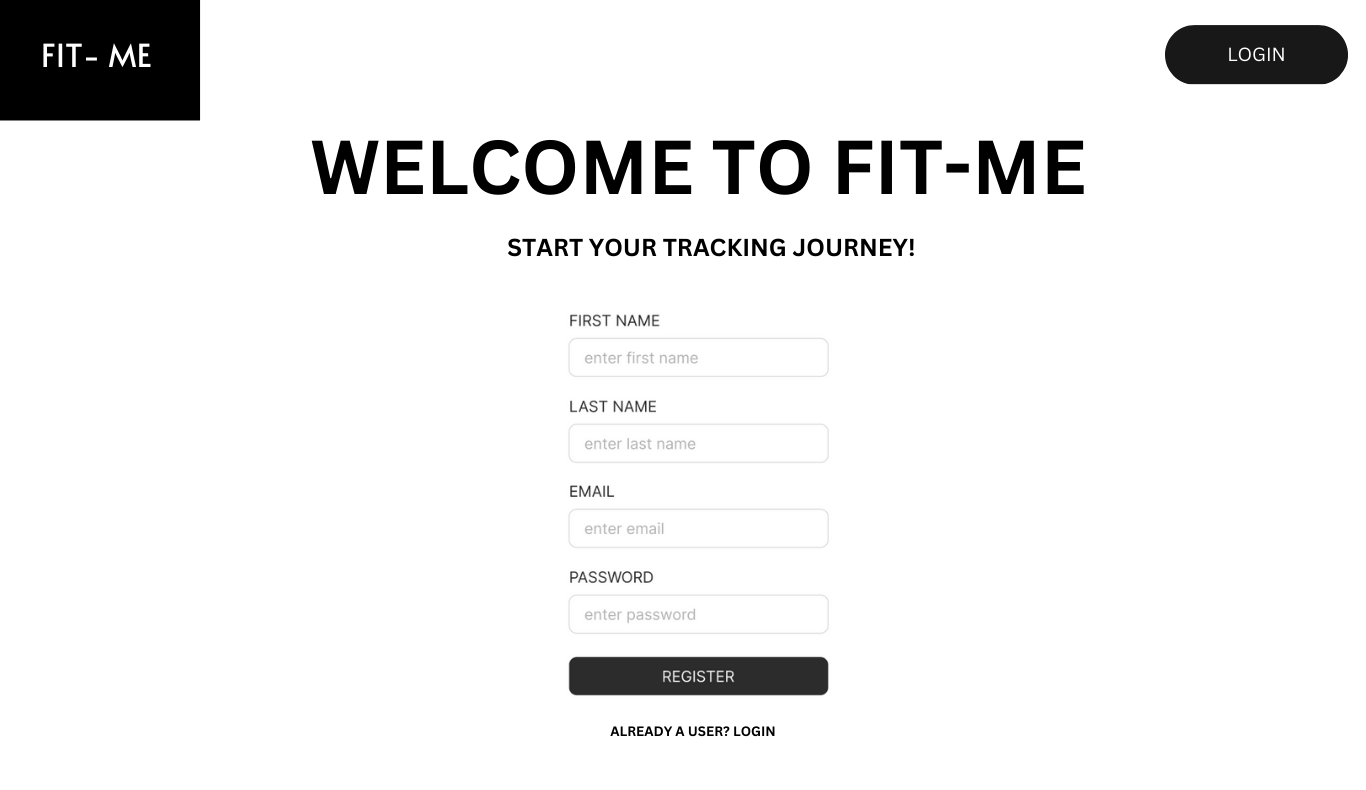 FIT- ME
LOGIN
WELCOME TO FIT-ME
START YOUR TRACKING JOURNEY!
FIRST NAME
enter first name
LAST NAME
enter last name
EMAIL
enter email
PASSWORD
enter password
REGISTER
ALREADY A USER? LOGIN